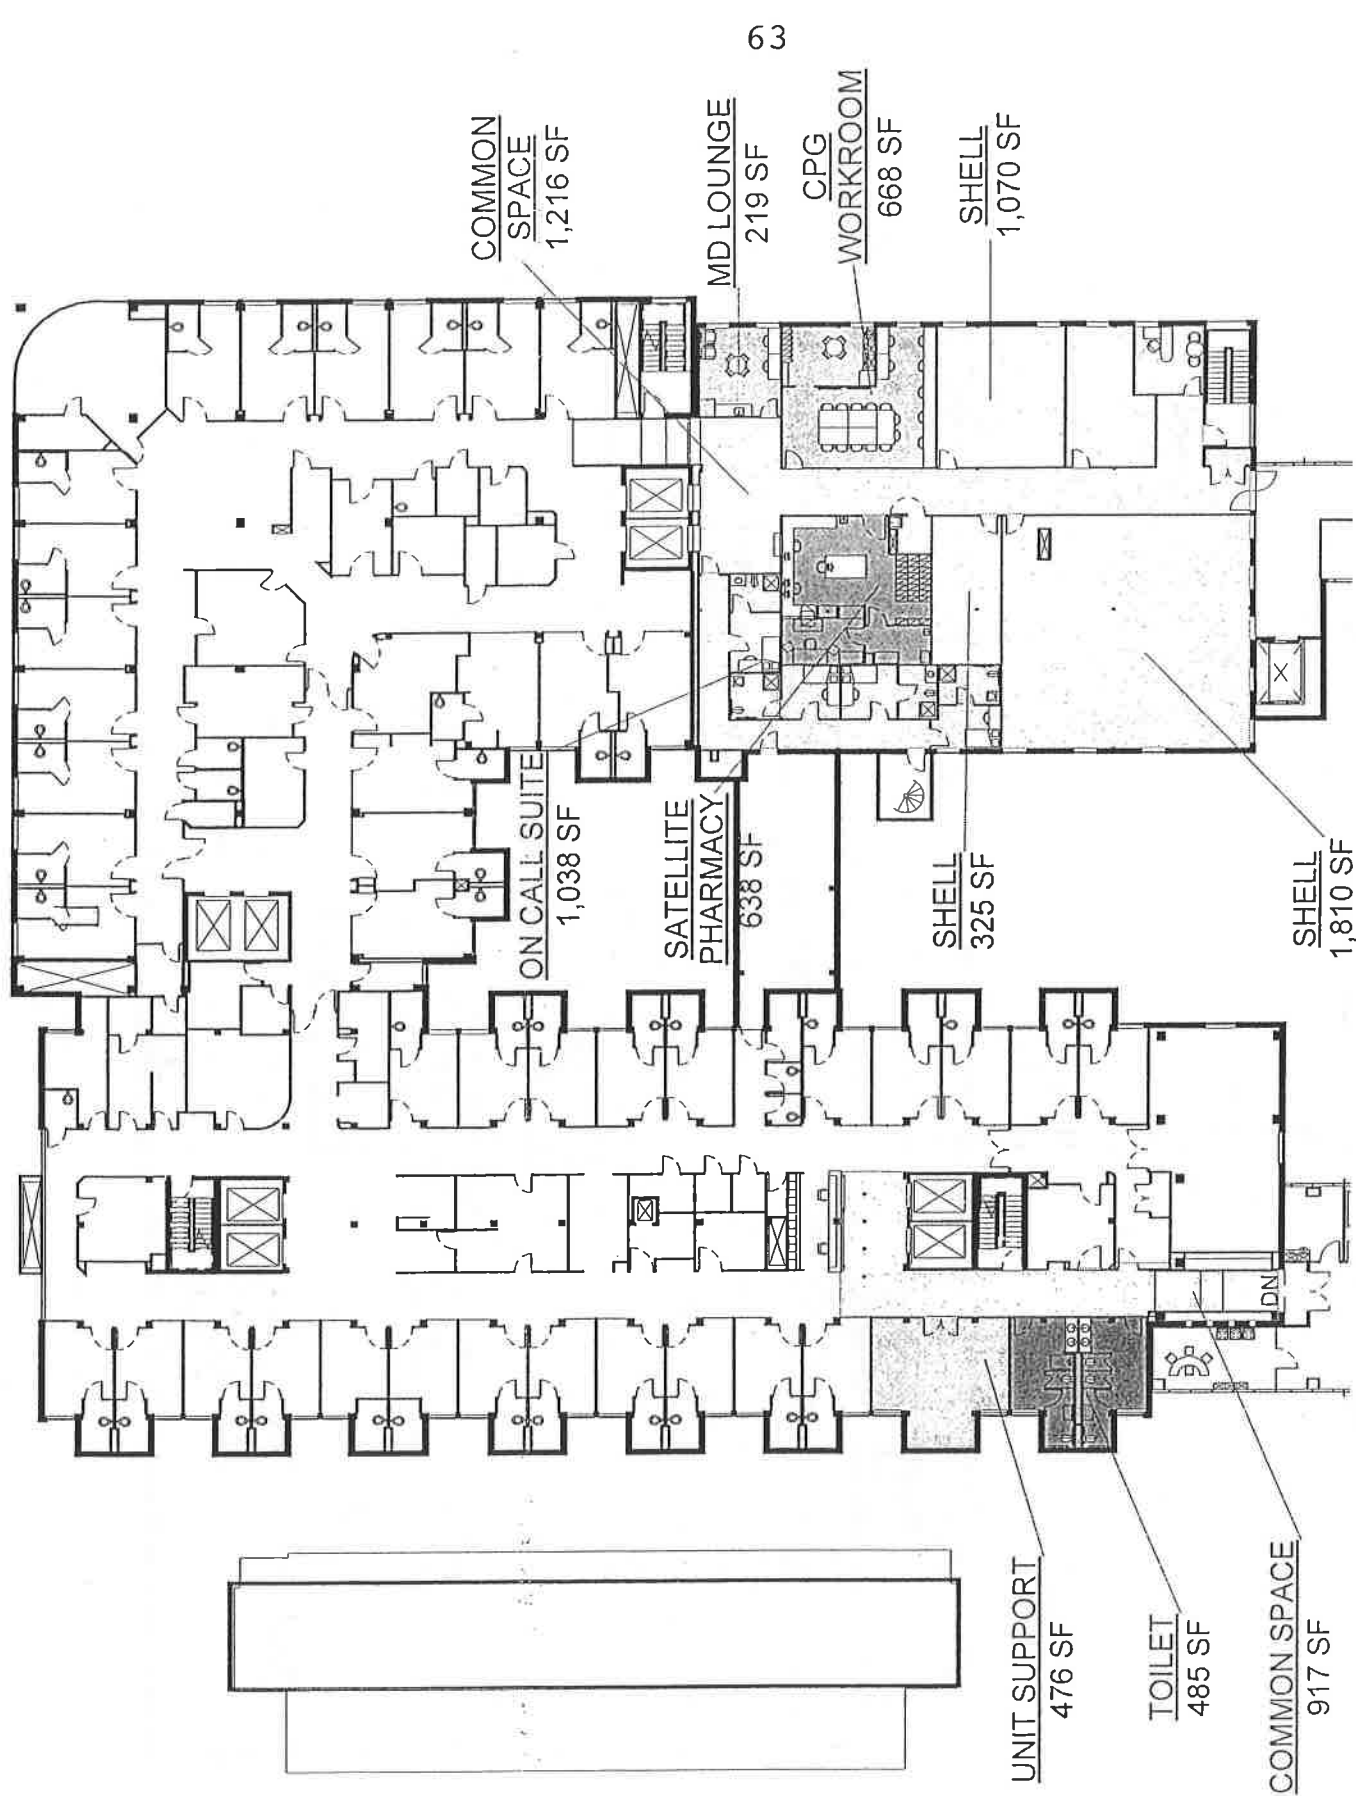 63
COMMON
SPACE
1,216 SF
MD LOUNGE
219 SF
CPG
WORKROOM
668 SF
SHELL
1,070 SF
ON CALL SUITE
1,038 SF
SATELLITE
PHARMACY
638 SF
SHELL
325 SF
SHELL
1,810 SF
DN
UNIT SUPPORT
476 SF
TOILET
485 SF
COMMON SPACE
917 SF